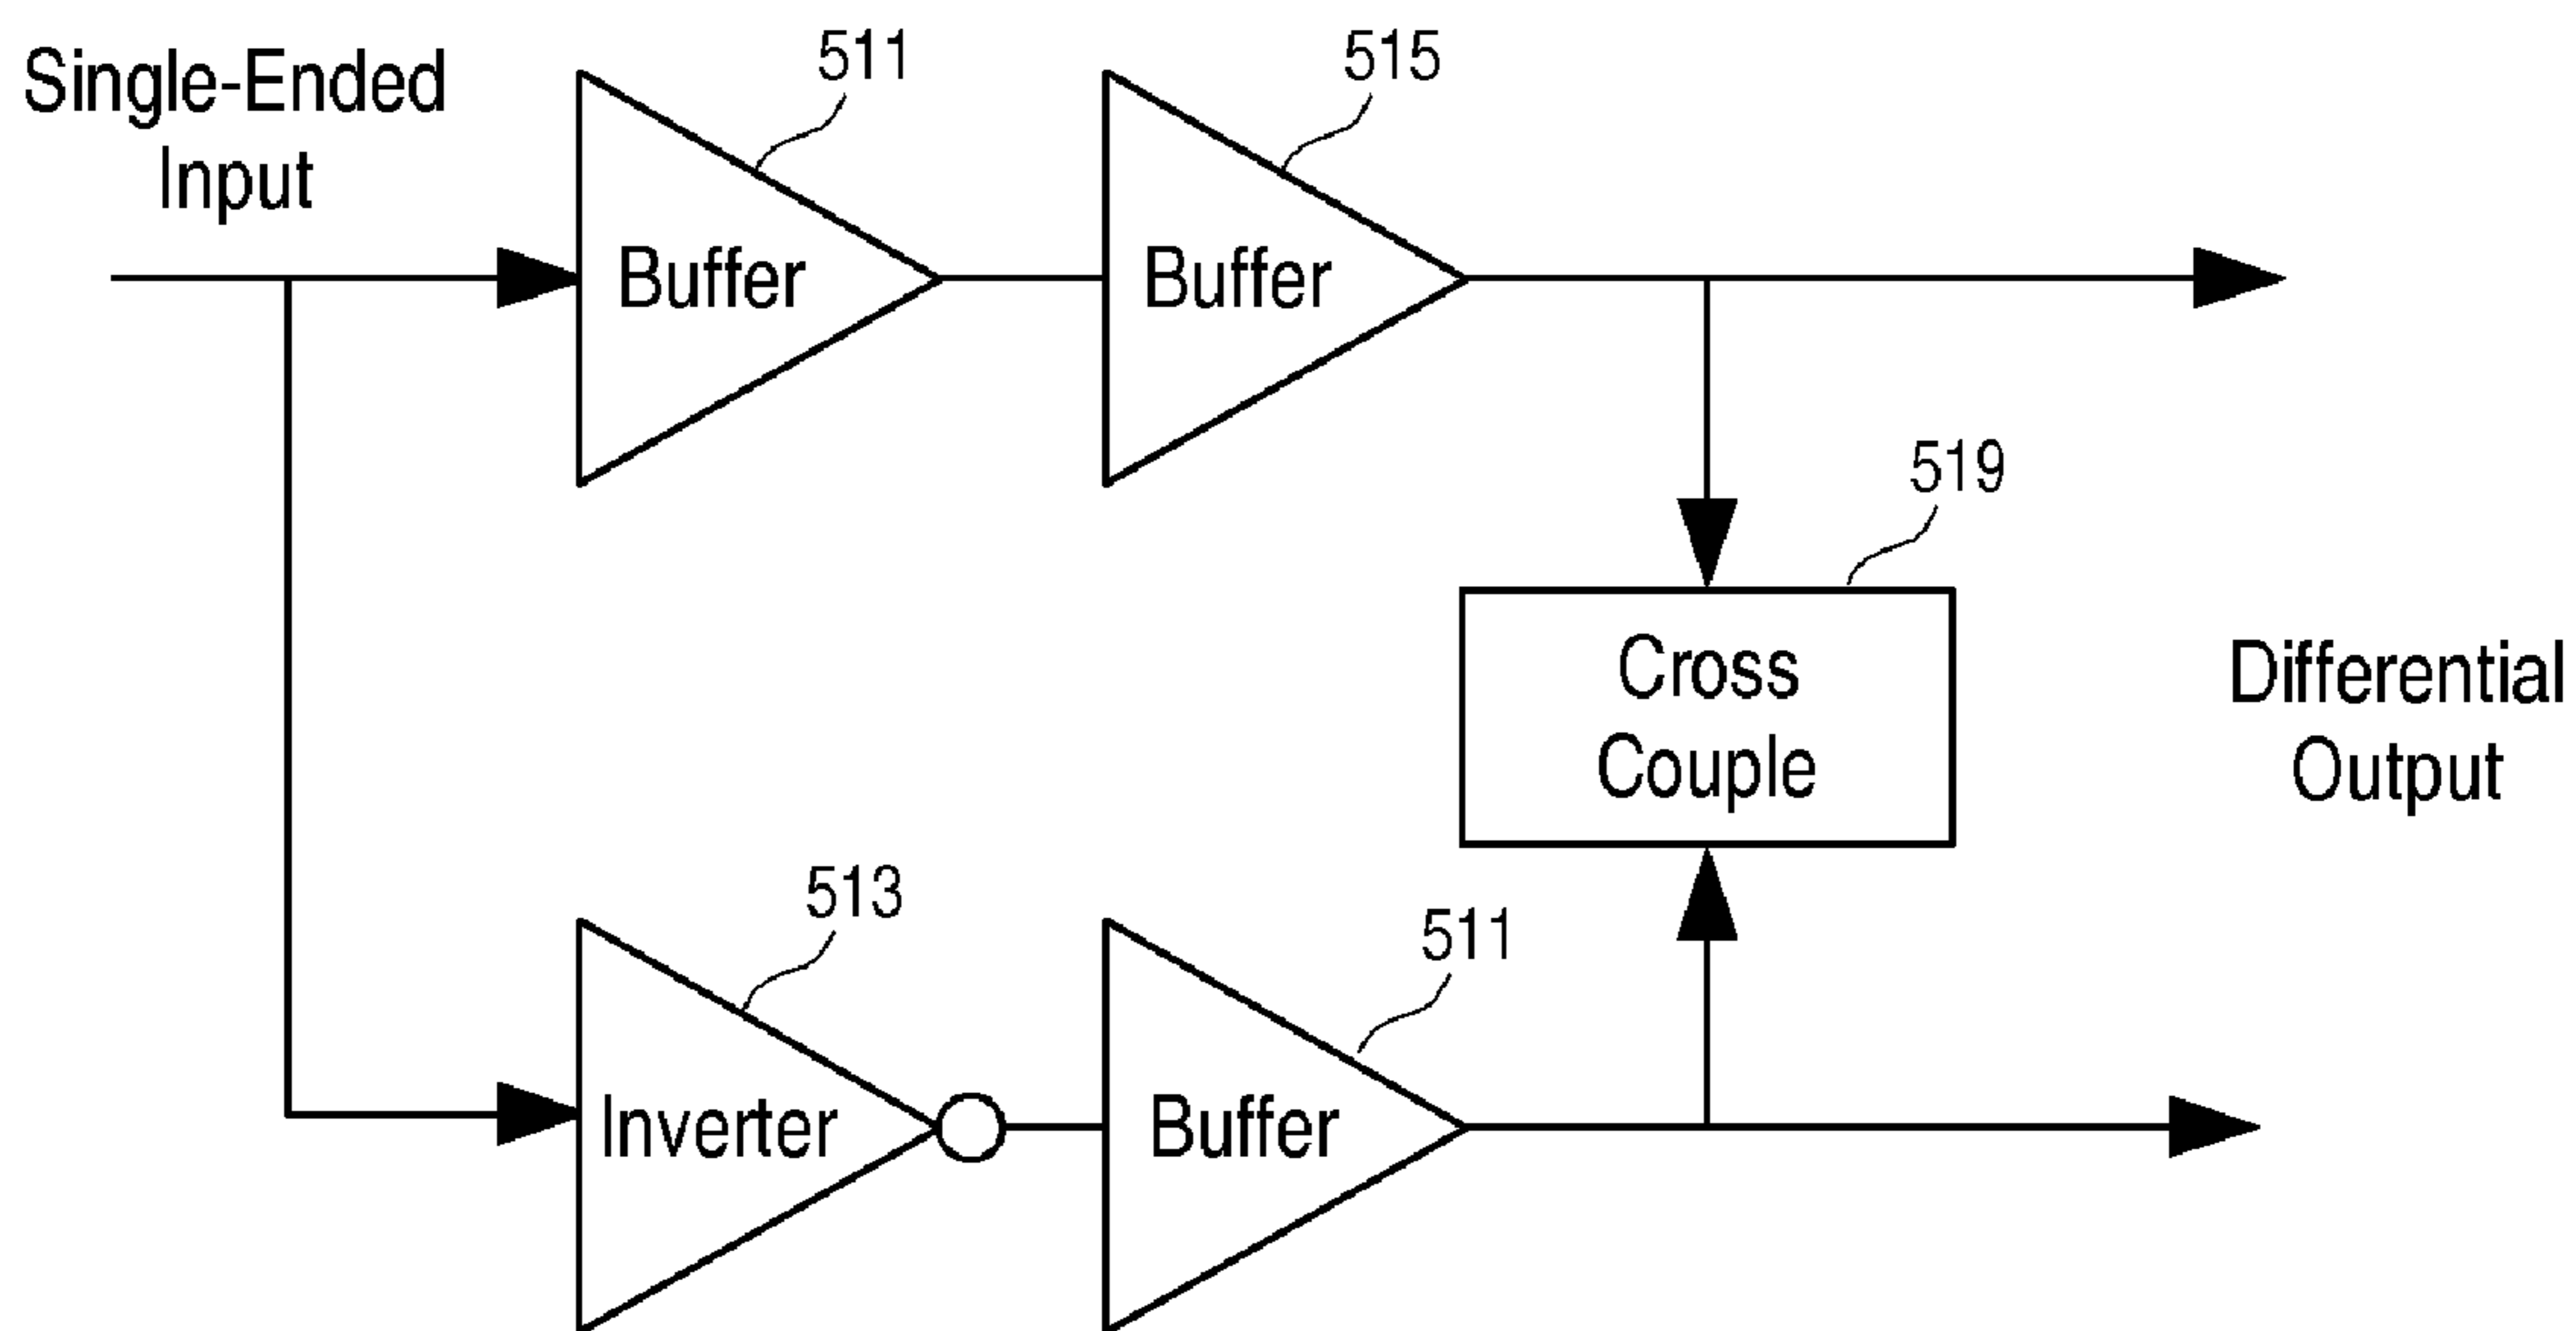 Single-Ended
Input
511
Buffer
515
Buffer
519
Cross
Couple
Differential
Output
513
Inverter
511
Buffer